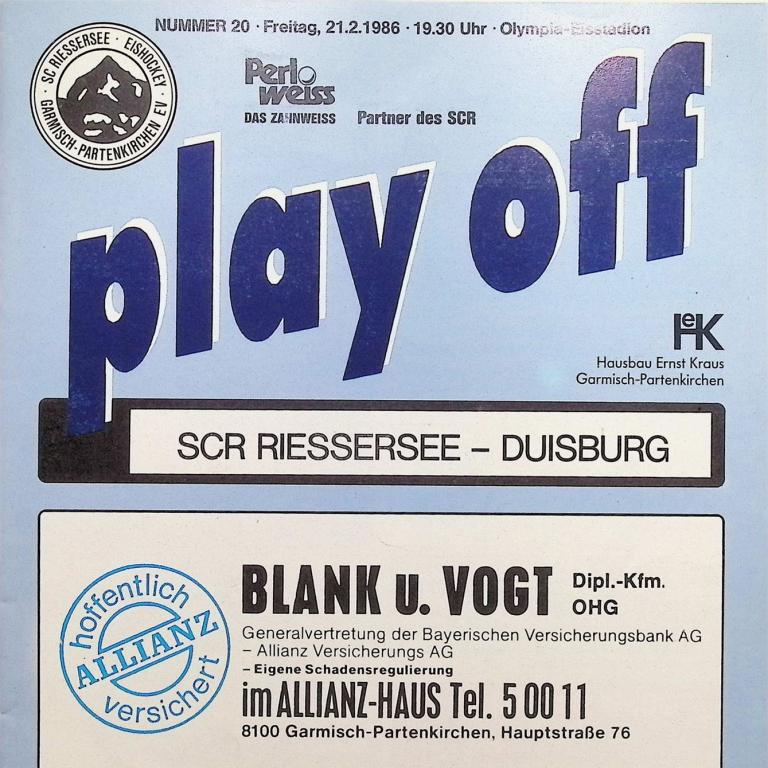 NUMMER 20 · Freitag, 21.2.1986 · 19.30 Uhr · Olympia-Eisstadion
SC RIESSERSEE · EISHOCKEY · GARMISCH-PARTENKIRCHEN EV
Perlweiss
DAS ZAHNWEISS Partner des SCR
play off
HeK
Hausbau Ernst Kraus
Garmisch-Partenkirchen
SCR RIESSERSEE – DUISBURG
hoffentlich
ALLIANZ
versichert
BLANK u. VOGT Dipl.-Kfm.
OHG
Generalvertretung der Bayerischen Versicherungsbank AG
– Allianz Versicherungs AG
– Eigene Schadensregulierung
im ALLIANZ-HAUS Tel. 5 00 11
8100 Garmisch-Partenkirchen, Hauptstraße 76